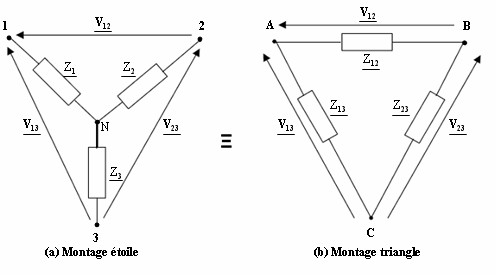 V12
1
2
Z1
Z2
V13
N
V23
Z3
3
(a) Montage étoile
≡
V12
A
B
Z12
Z13
Z23
V13
V23
C
(b) Montage triangle